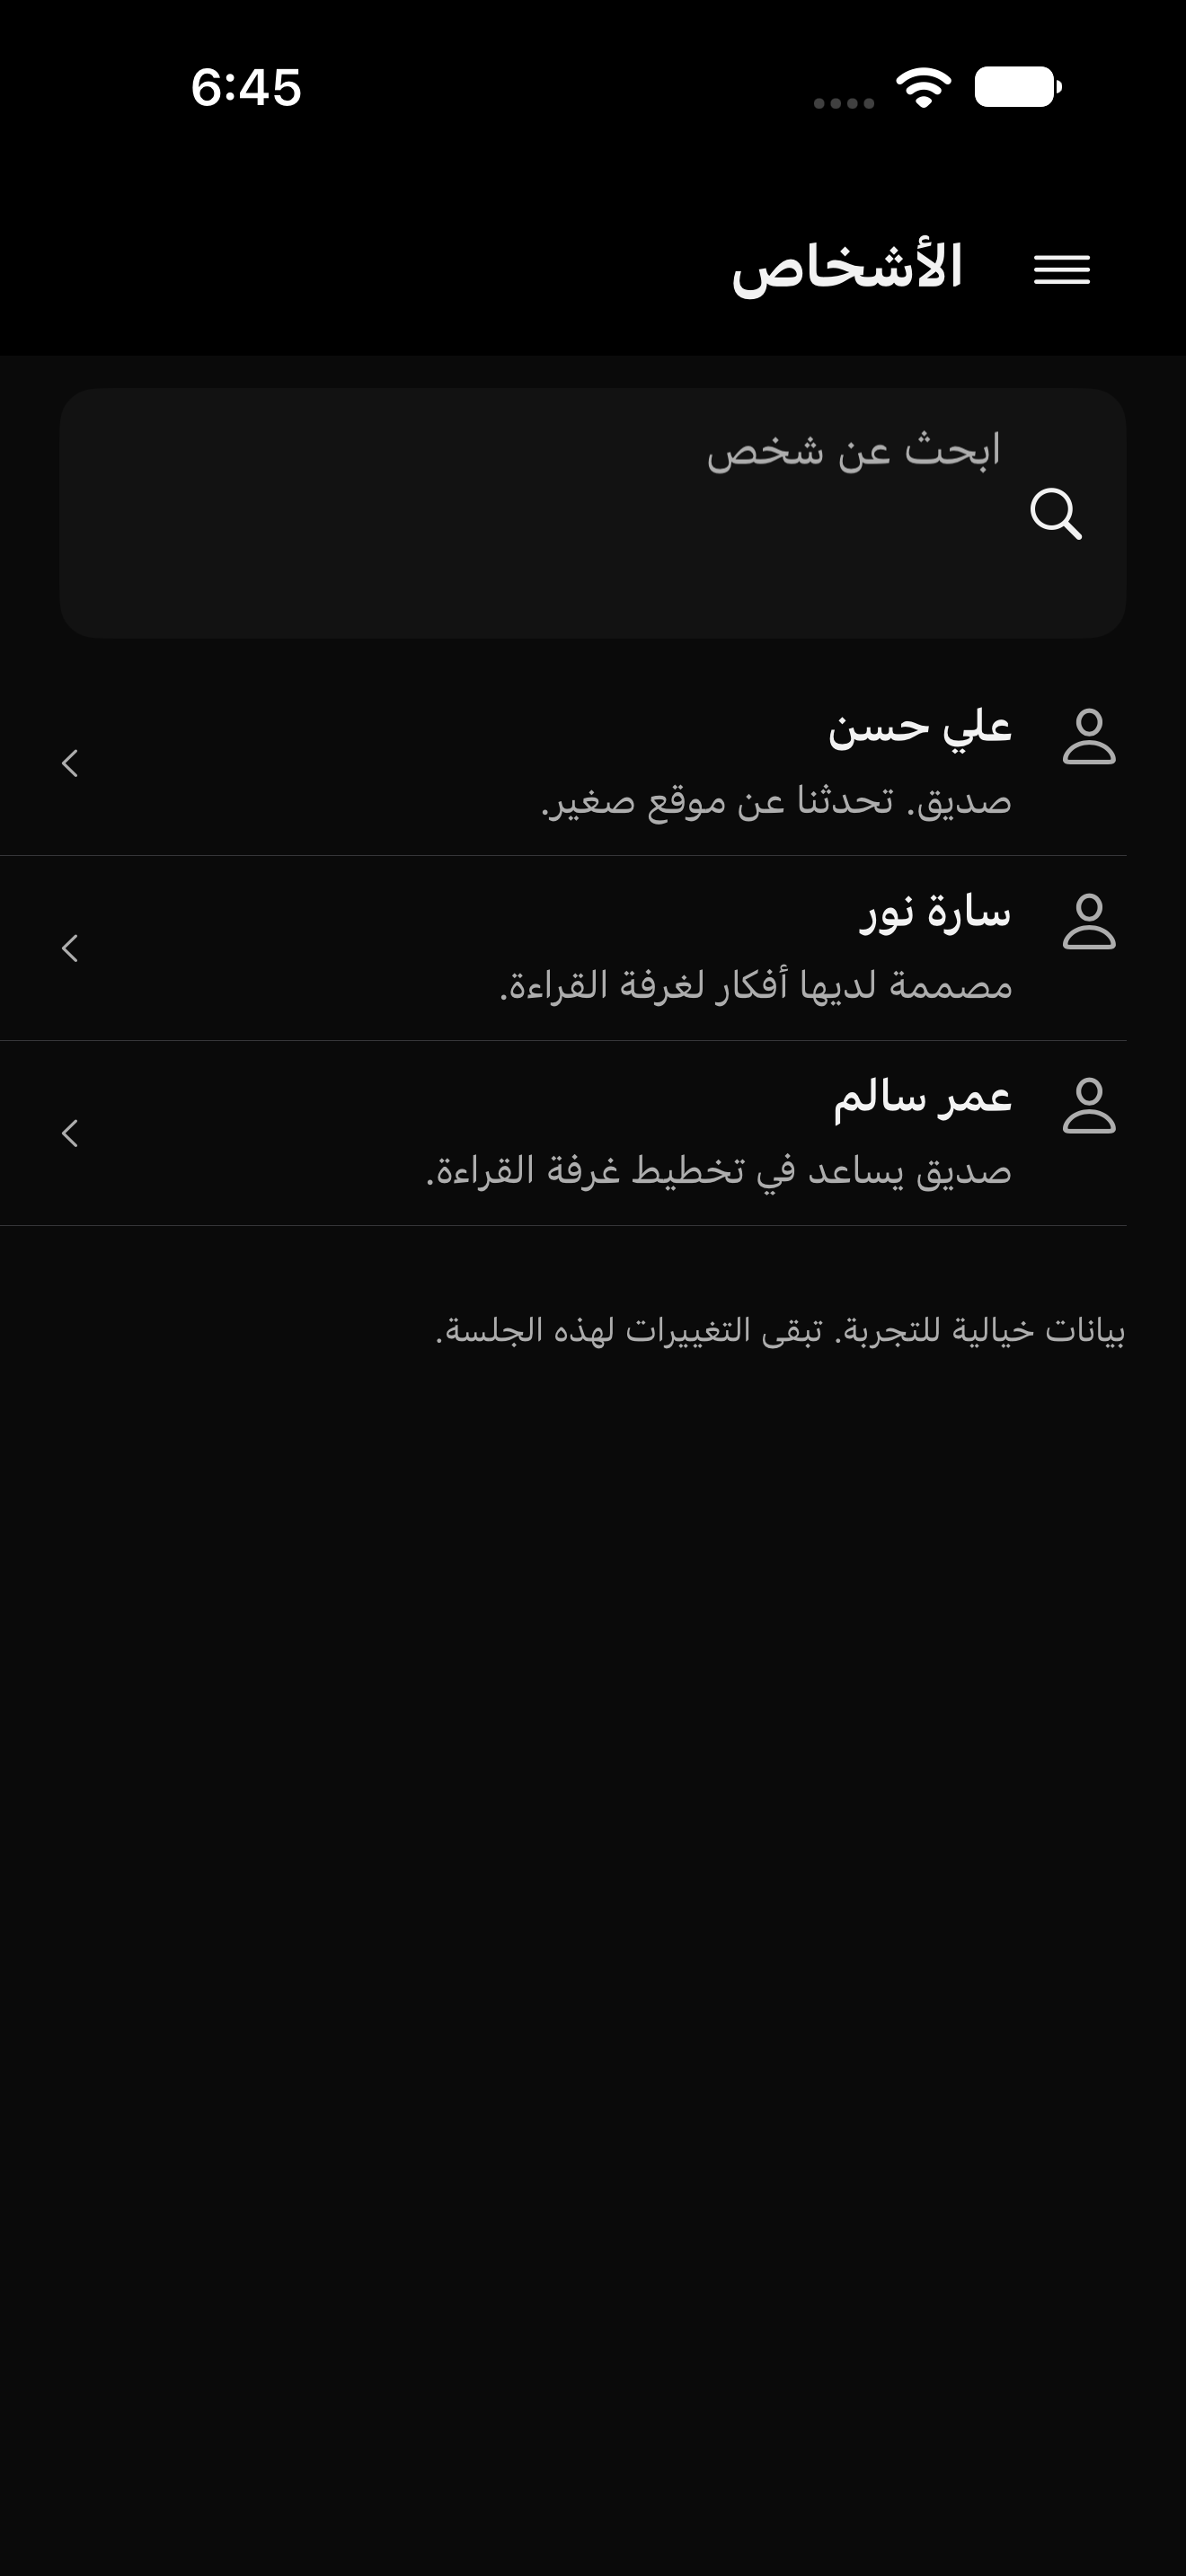 6:45
الأشخاص
ابحث عن شخص
علي حسن
صديق. تحدثنا عن موقع صغير.
سارة نور
مصممة لديها أفكار لغرفة القراءة.
عمر سالم
صديق يساعد في تخطيط غرفة القراءة.
بيانات خيالية للتجربة. تبقى التغييرات لهذه الجلسة.